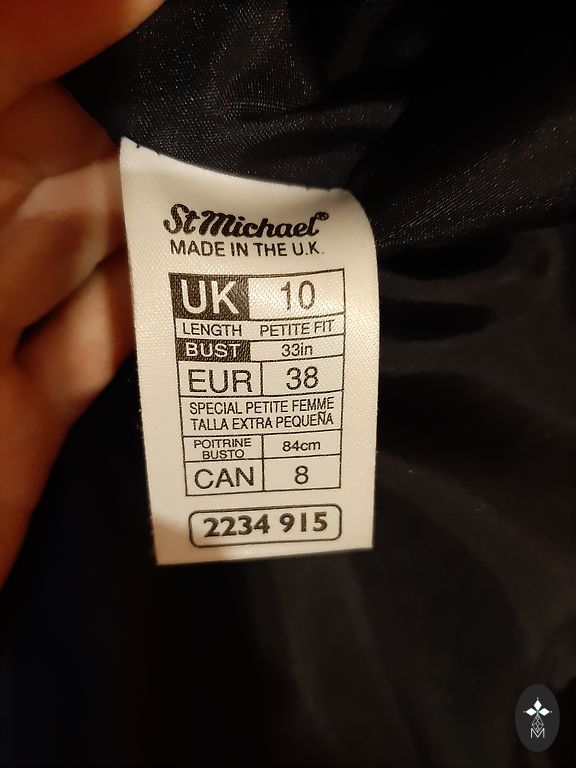 St Michael®
MADE IN THE U.K.
UK 10
LENGTH PETITE FIT
BUST 33in
EUR 38
SPECIAL PETITE FEMME
TALLA EXTRA PEQUEÑA
POITRINE
BUSTO 84cm
CAN 8
2234 915
M